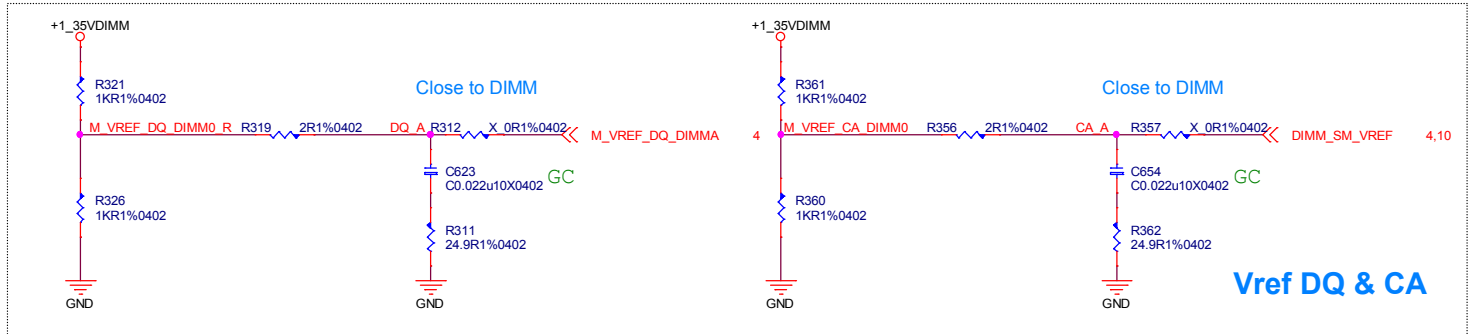 +1_35VDIMM
R321
1KR1%0402
Close to DIMM
M_VREF_DQ_DIMM0_R R319 2R1%0402 DQ_A R312 X_0R1%0402 M_VREF_DQ_DIMMA 4
C623
C0.022u10X0402 GC
R326
1KR1%0402
R311
24.9R1%0402
GND
GND
+1_35VDIMM
R361
1KR1%0402
Close to DIMM
M_VREF_CA_DIMM0 R356 2R1%0402 CA_A R357 X_0R1%0402 DIMM_SM_VREF 4,10
C654
C0.022u10X0402 GC
R360
1KR1%0402
R362
24.9R1%0402
GND
GND
Vref DQ & CA